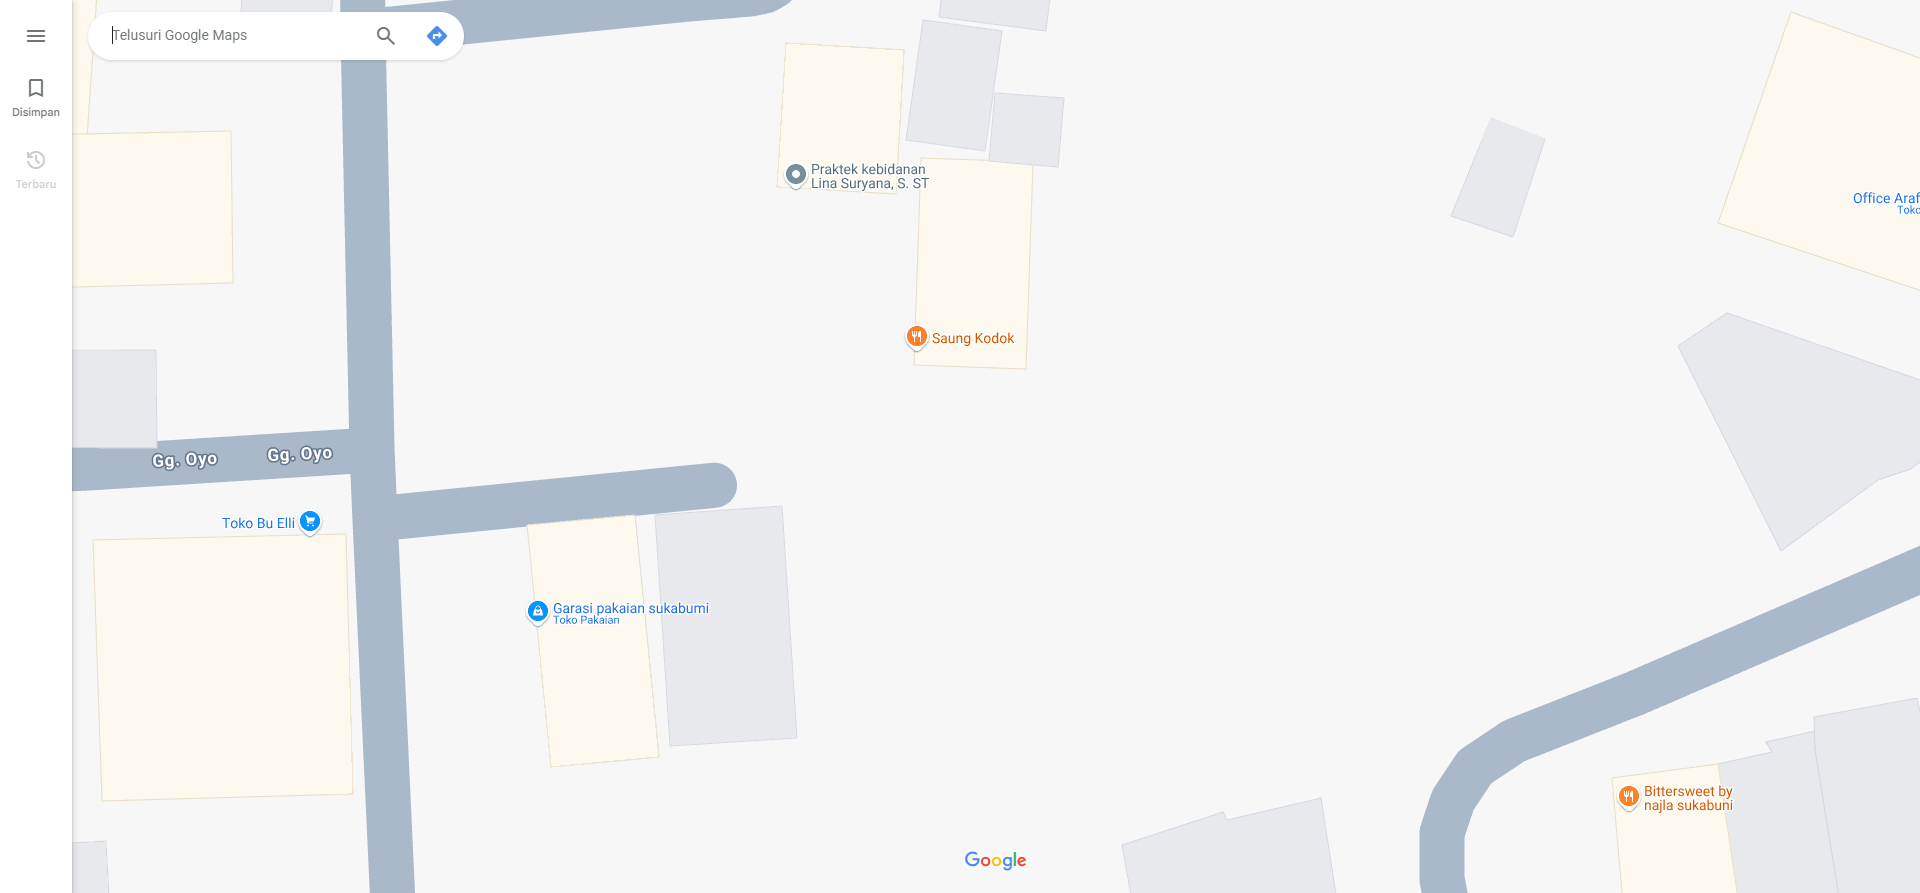 Telusuri Google Maps
Disimpan
Terbaru
Praktek kebidanan
Lina Suryana, S. ST
Office Araf
Toko
Saung Kodok
Gg. Oyo
Gg. Oyo
Toko Bu Elli
Garasi pakaian sukabumi
Toko Pakaian
Bittersweet by
najla sukabuni
Google